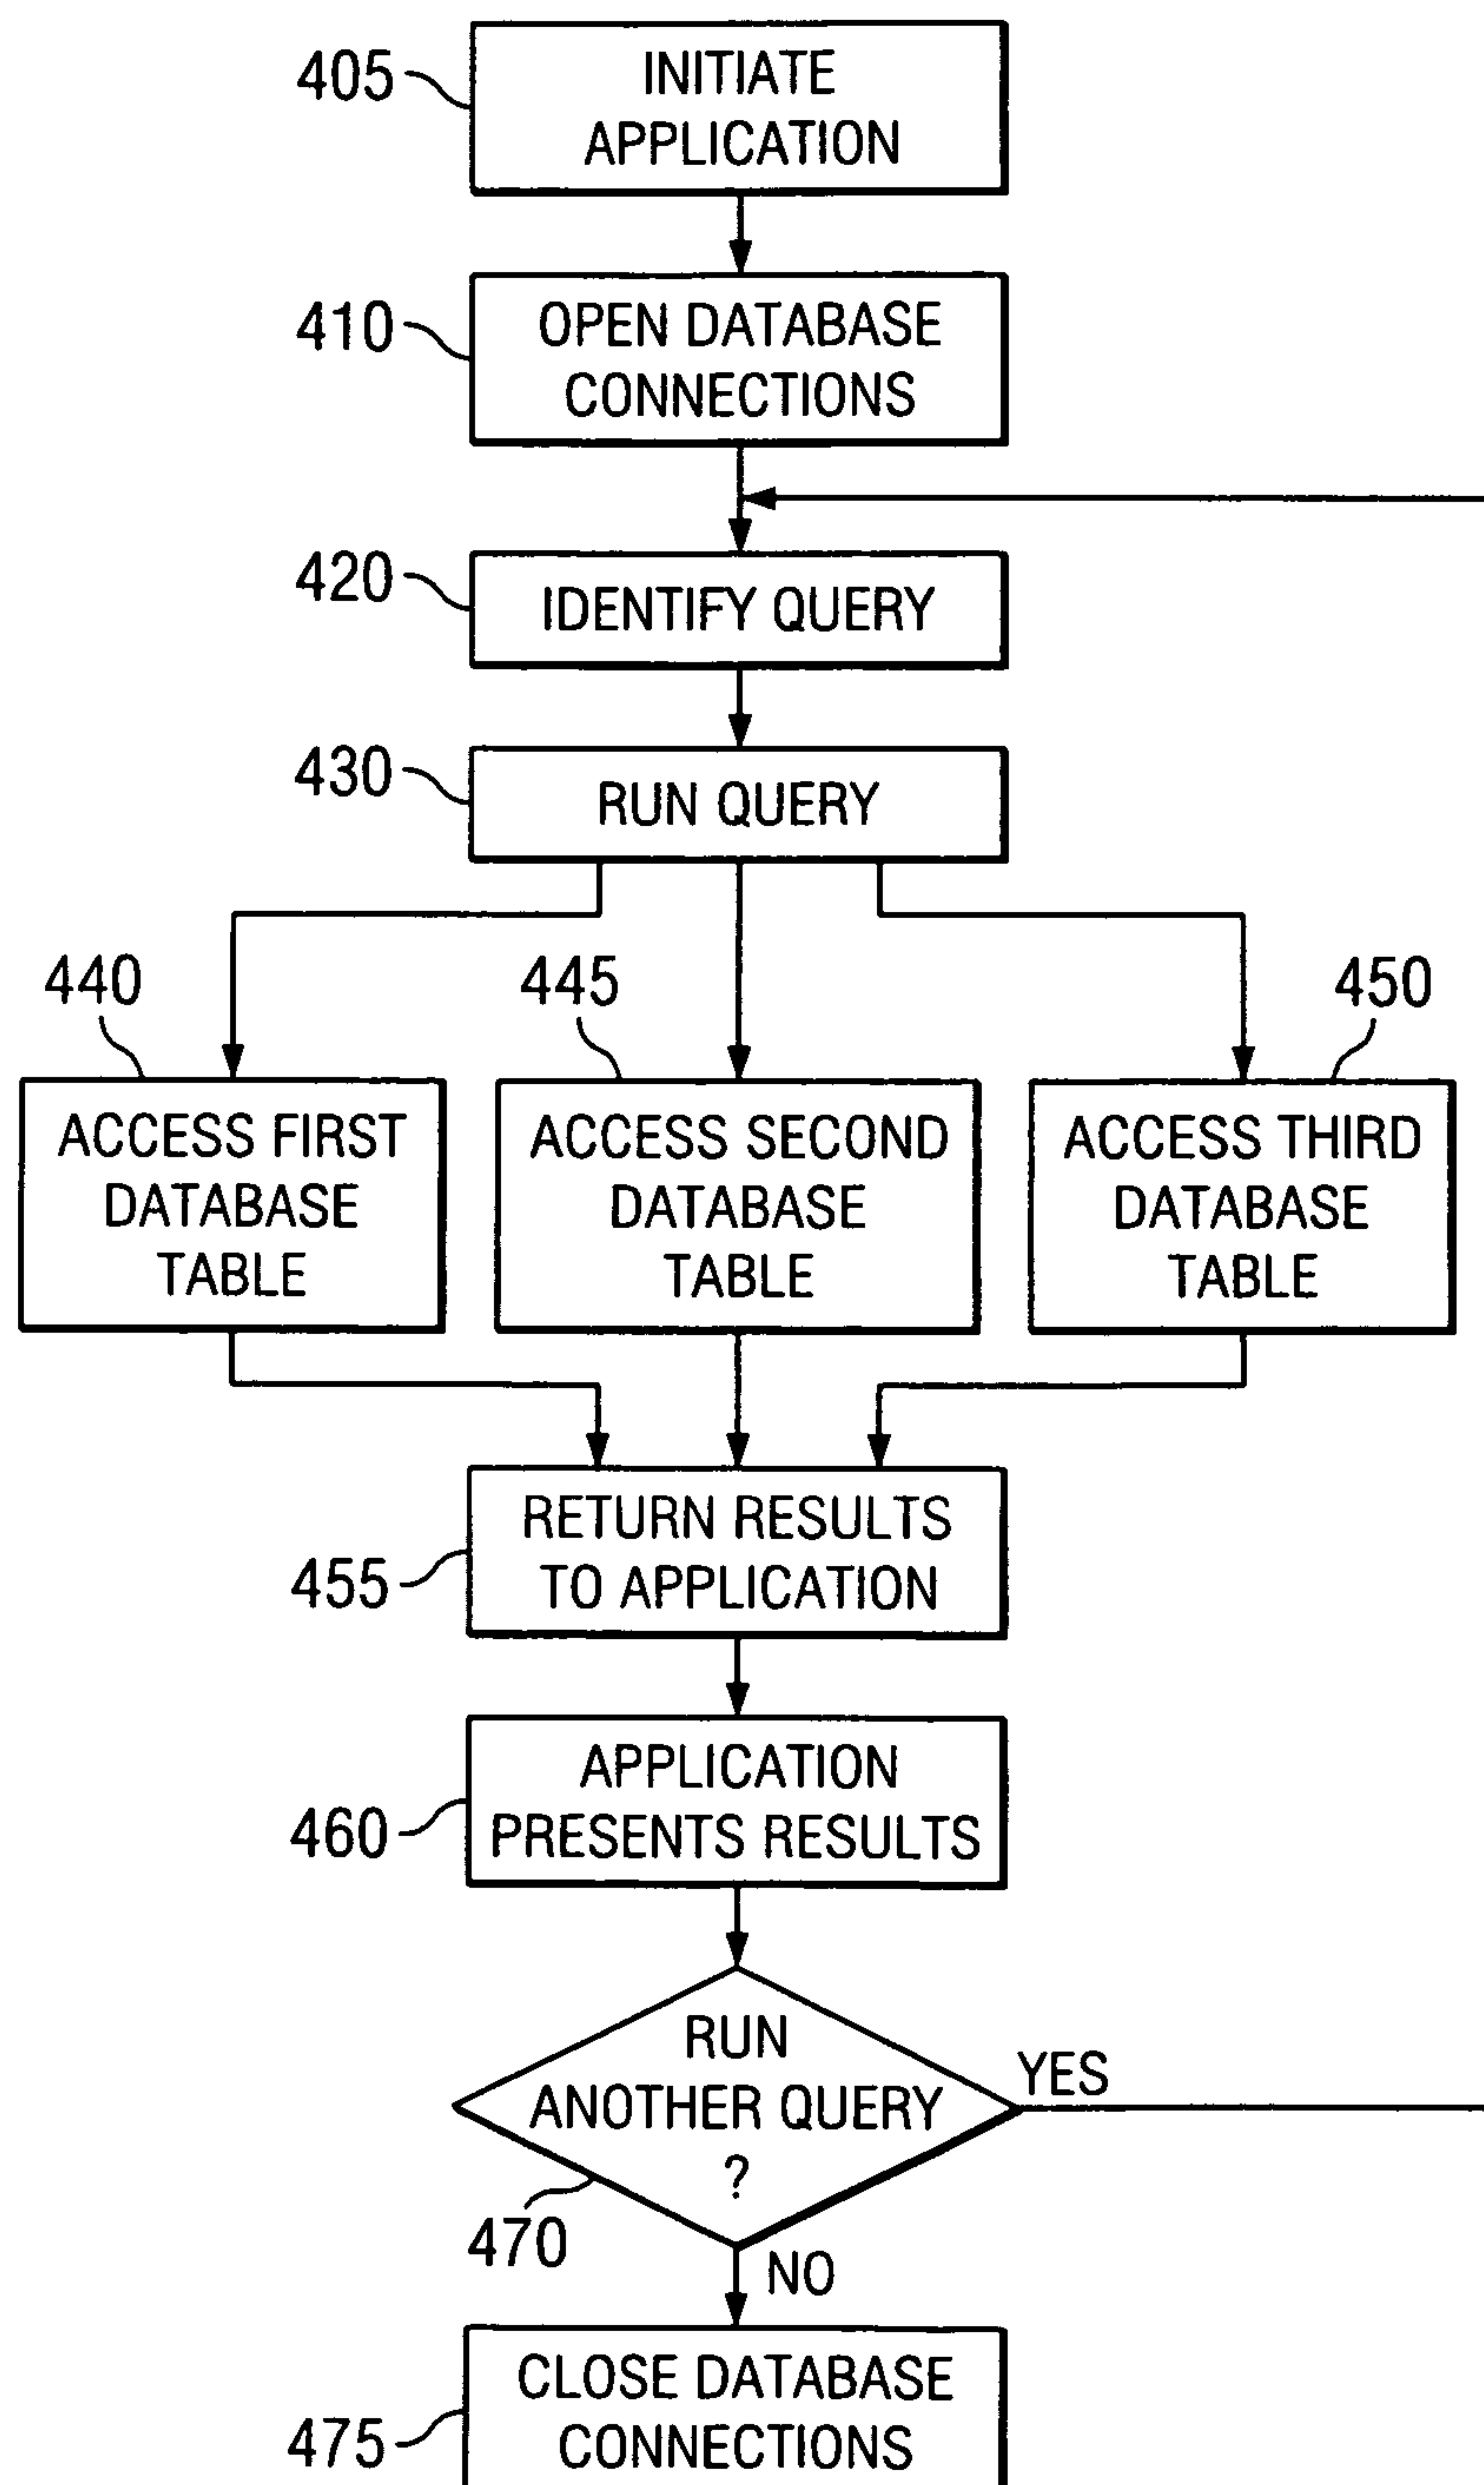 405
INITIATE
APPLICATION
410
OPEN DATABASE
CONNECTIONS
420
IDENTIFY QUERY
430
RUN QUERY
440
445
450
ACCESS FIRST
DATABASE
TABLE
ACCESS SECOND
DATABASE
TABLE
ACCESS THIRD
DATABASE
TABLE
455
RETURN RESULTS
TO APPLICATION
460
APPLICATION
PRESENTS RESULTS
RUN
ANOTHER QUERY
?
YES
470
NO
475
CLOSE DATABASE
CONNECTIONS